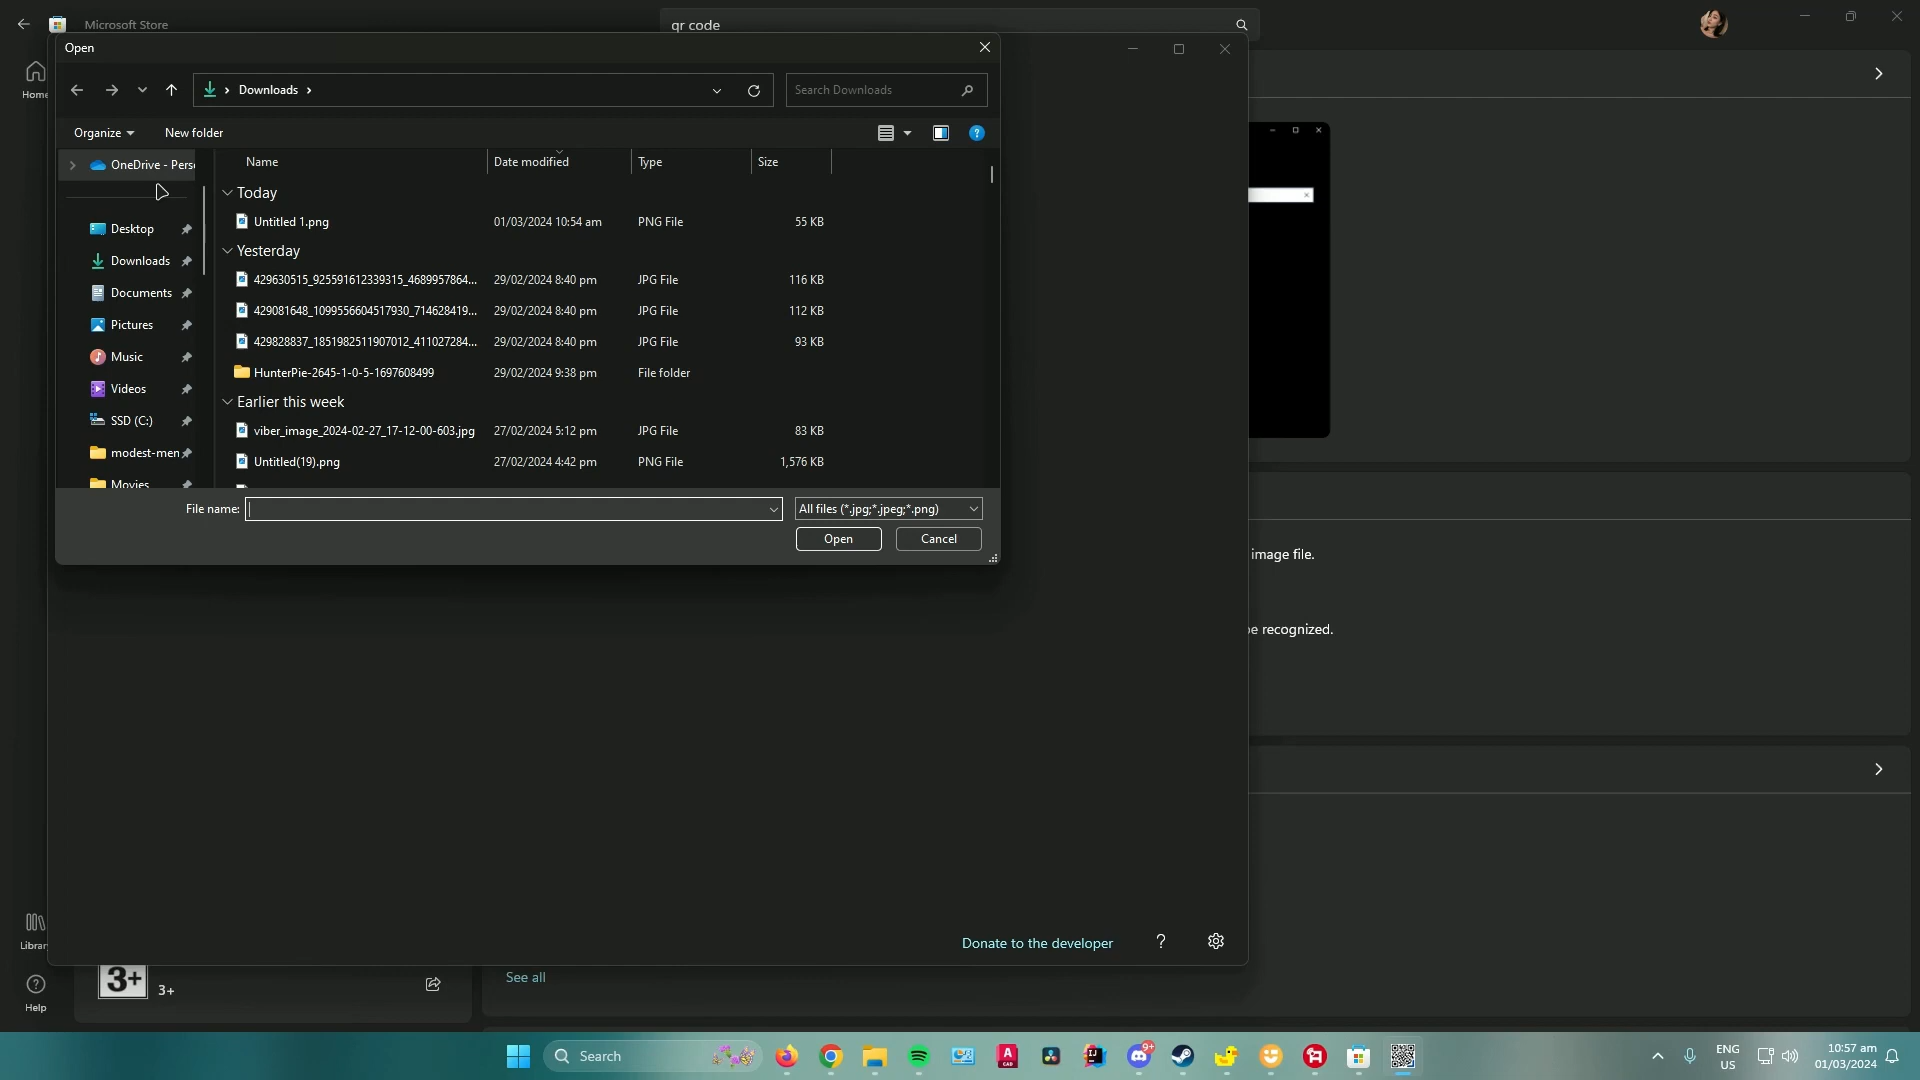 Microsoft Store
qr code
Home
Open
Downloads
Search Downloads
Organize
New folder
Name
Date modified
Type
Size
OneDrive - Pers
Desktop
Downloads
Documents
Pictures
Music
Videos
SSD (C:)
modest-men
Movies
Today
Untitled 1.png 01/03/2024 10:54 am PNG File 55 KB
Yesterday
429630515_925591612339315_4689957864... 29/02/2024 8:40 pm JPG File 116 KB
429081648_1099556604517930_714628419... 29/02/2024 8:40 pm JPG File 112 KB
429828837_1851982511907012_411027284... 29/02/2024 8:40 pm JPG File 93 KB
HunterPie-2645-1-0-5-1697608499 29/02/2024 9:38 pm File folder
Earlier this week
viber_image_2024-02-27_17-12-00-603.jpg 27/02/2024 5:12 pm JPG File 83 KB
Untitled(19).png 27/02/2024 4:42 pm PNG File 1,576 KB
File name:
All files (*.jpg;*.jpeg;*.png)
Open
Cancel
image file.
be recognized.
Library
Help
3+
3+
Donate to the developer
?
See all
Search
A
CAD
IJ
9+
ENG
US
10:57 am
01/03/2024